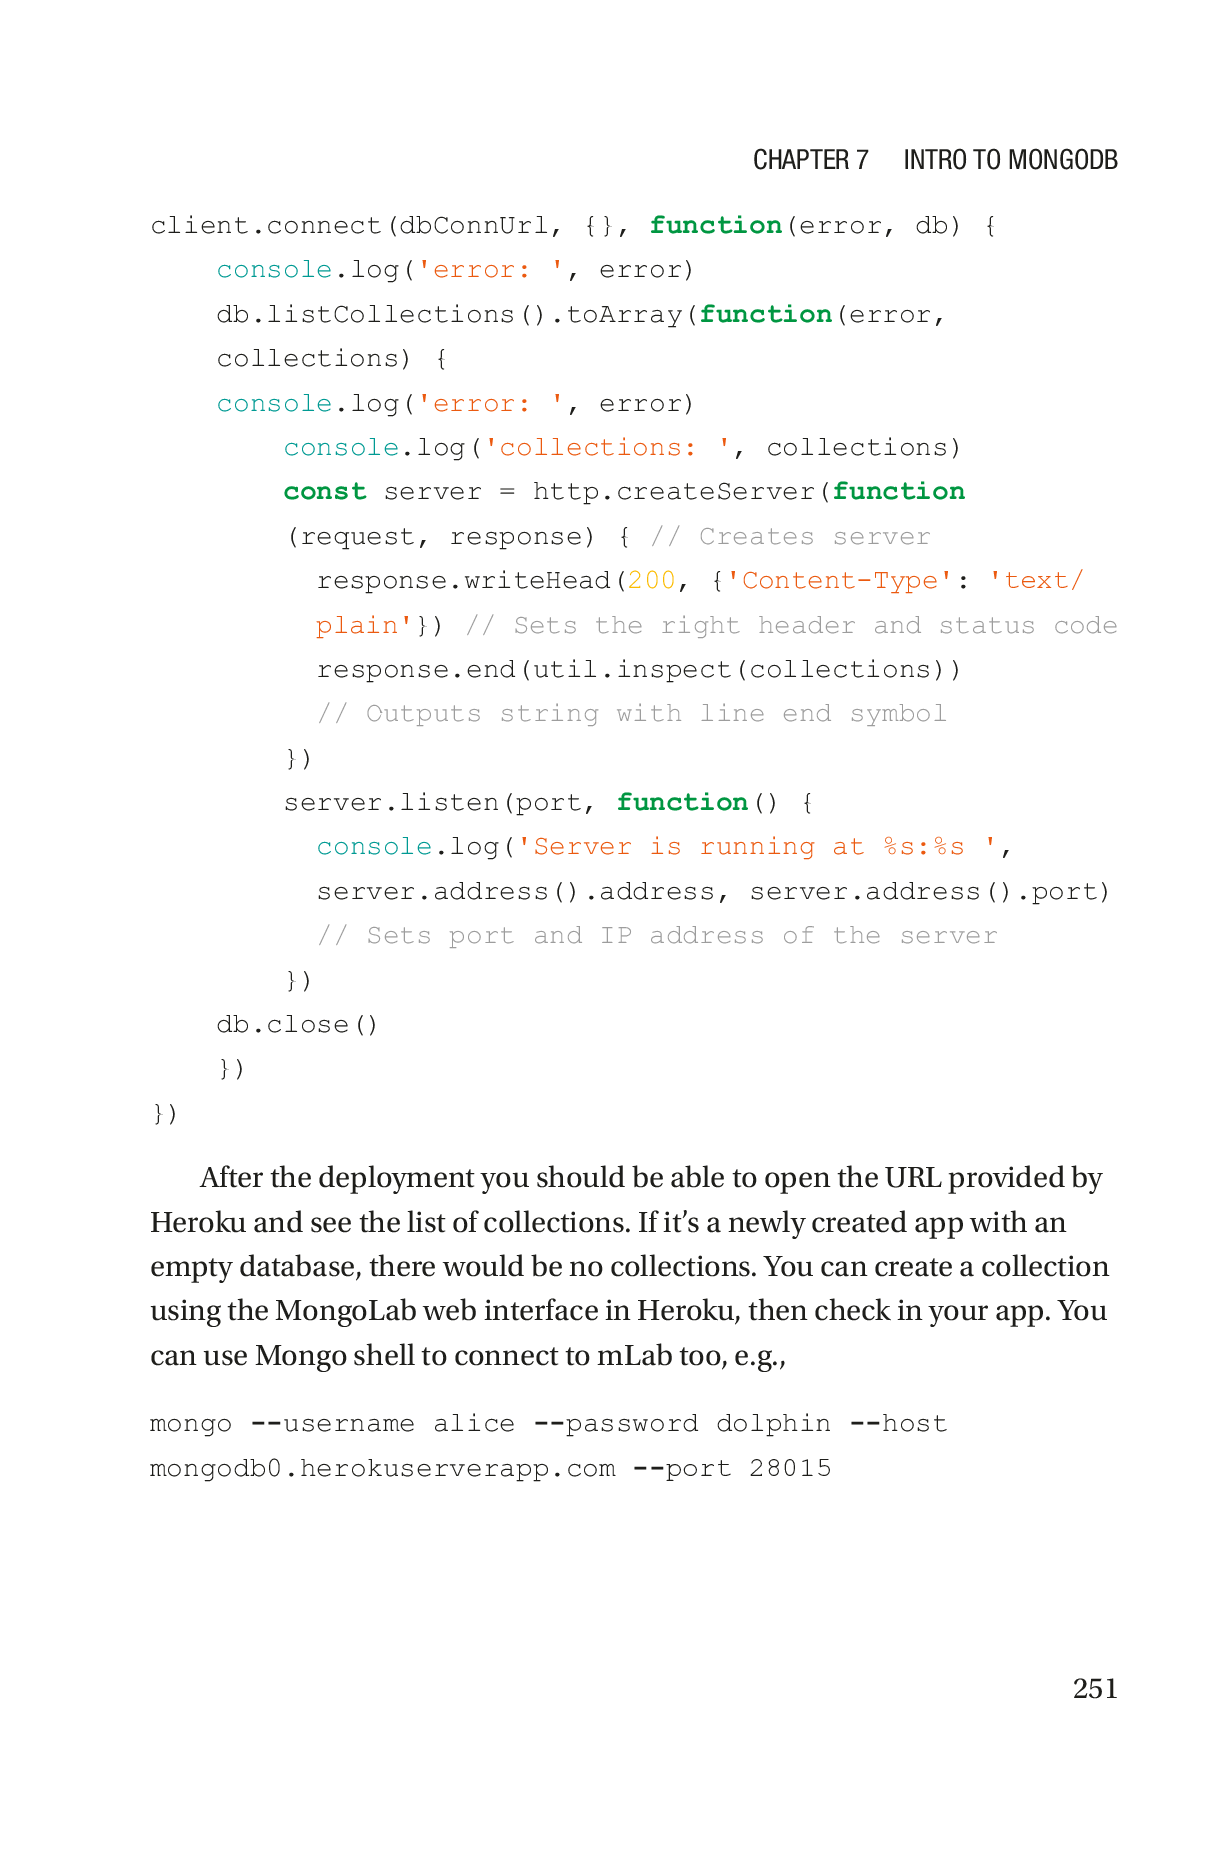 CHAPTER 7 INTRO TO MONGODB
client.connect(dbConnUrl, {}, function(error, db) {
    console.log('error: ', error)
    db.listCollections().toArray(function(error,
    collections) {
    console.log('error: ', error)
        console.log('collections: ', collections)
        const server = http.createServer(function
        (request, response) { // Creates server
          response.writeHead(200, {'Content-Type': 'text/
          plain'}) // Sets the right header and status code
          response.end(util.inspect(collections))
          // Outputs string with line end symbol
        })
        server.listen(port, function() {
          console.log('Server is running at %s:%s ',
          server.address().address, server.address().port)
          // Sets port and IP address of the server
        })
    db.close()
    })
})
After the deployment you should be able to open the URL provided by
Heroku and see the list of collections. If it’s a newly created app with an
empty database, there would be no collections. You can create a collection
using the MongoLab web interface in Heroku, then check in your app. You
can use Mongo shell to connect to mLab too, e.g.,
mongo --username alice --password dolphin --host
mongodb0.herokuserverapp.com --port 28015
251